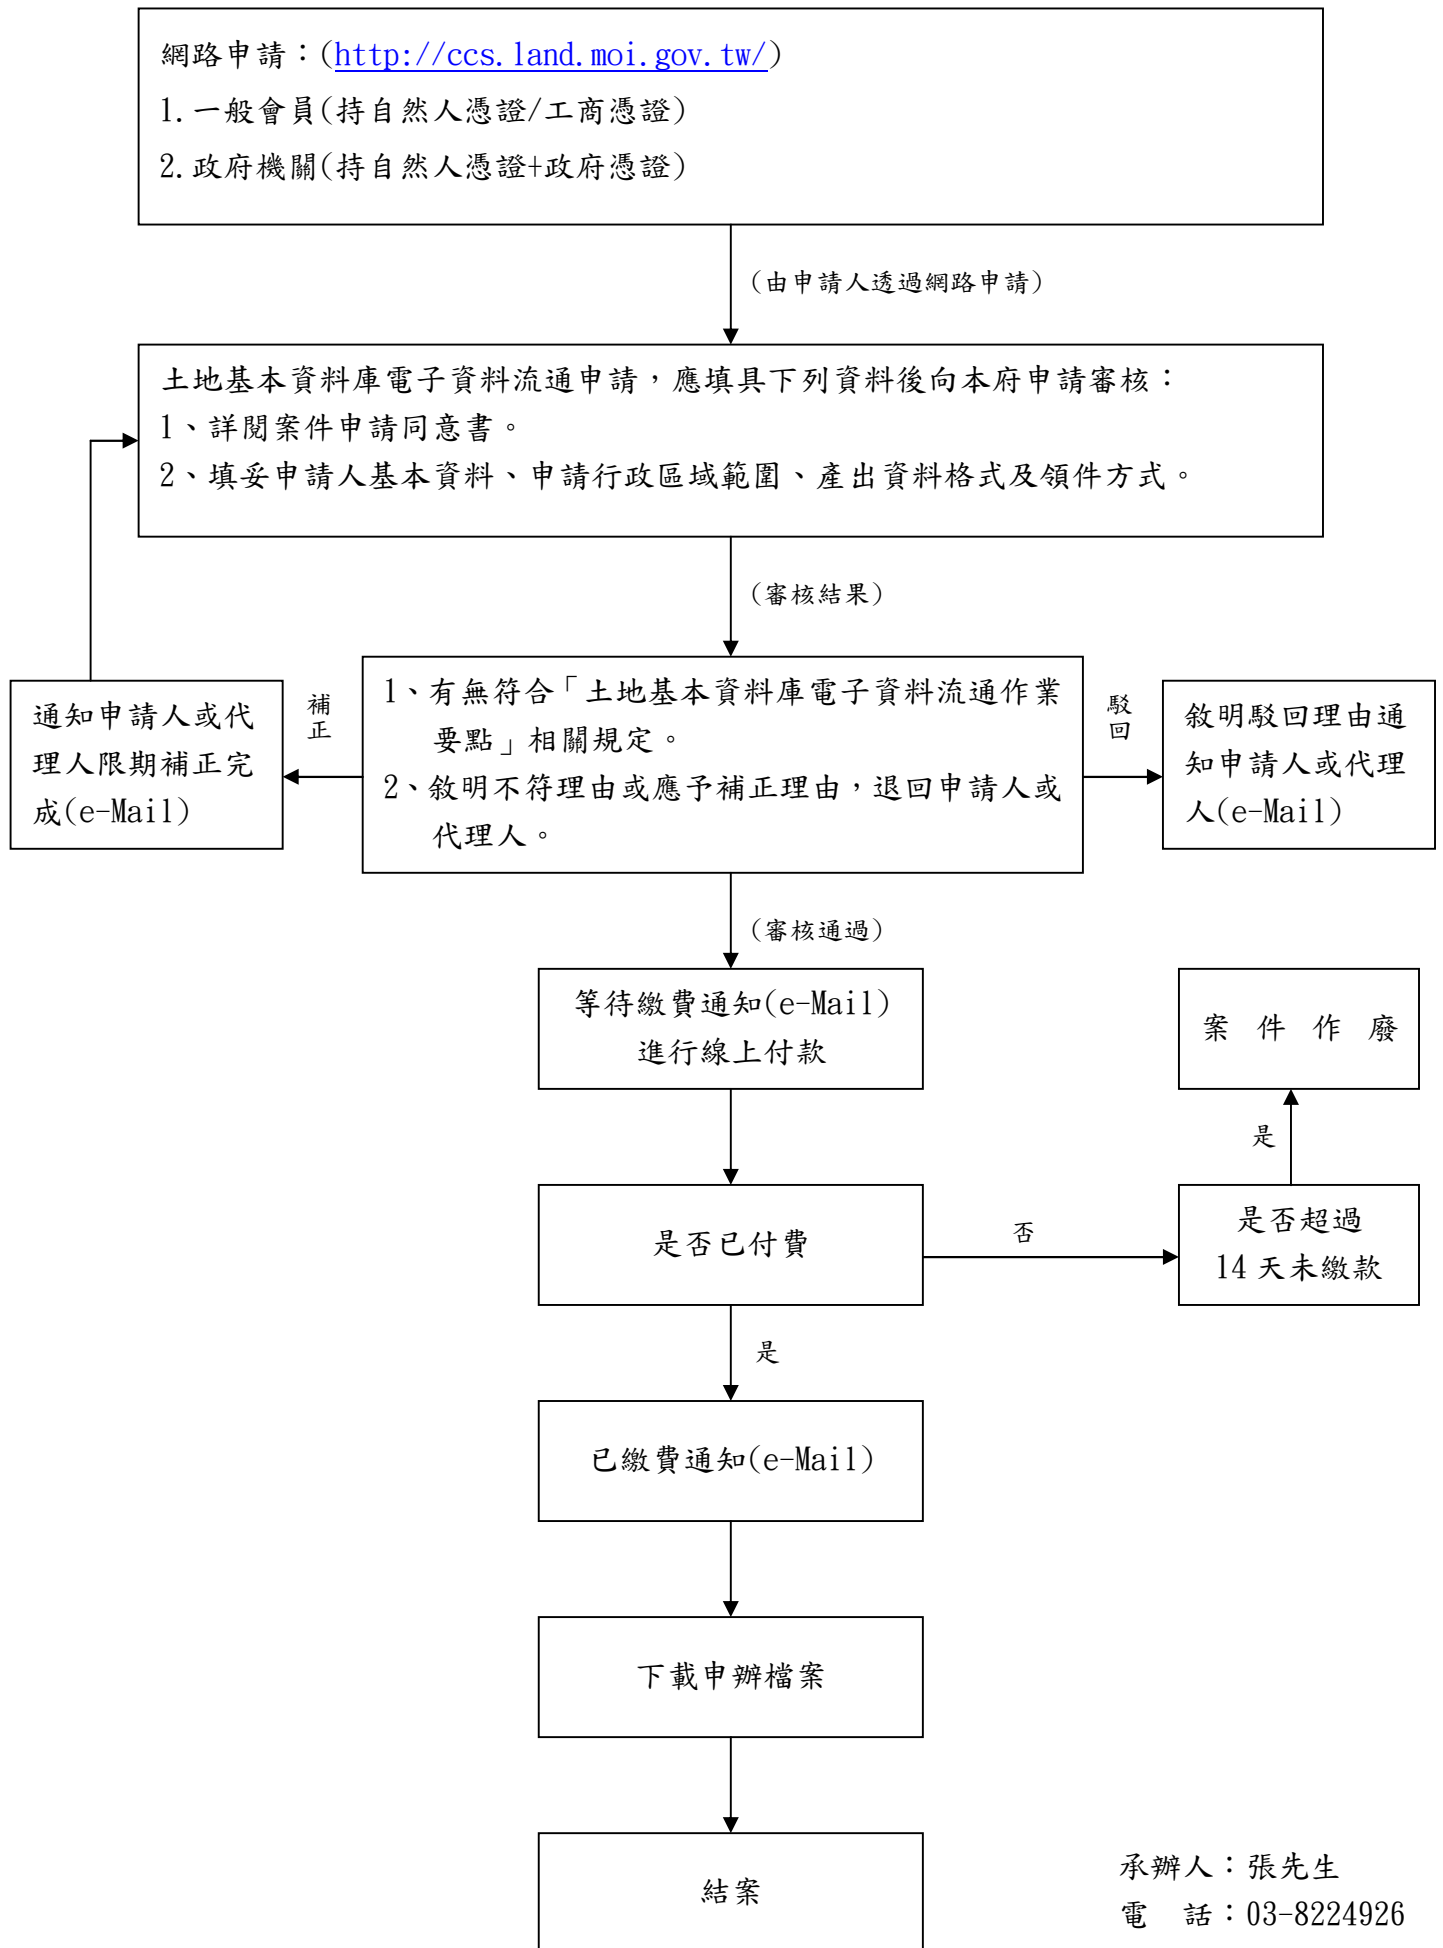 網路申請：(http://ccs.land.moi.gov.tw/)
1.一般會員(持自然人憑證/工商憑證)
2.政府機關(持自然人憑證+政府憑證)
(由申請人透過網路申請)
土地基本資料庫電子資料流通申請，應填具下列資料後向本府申請審核：
1、詳閱案件申請同意書。
2、填妥申請人基本資料、申請行政區域範圍、產出資料格式及領件方式。
(審核結果)
通知申請人或代
理人限期補正完
成(e-Mail)
補
正
1、有無符合「土地基本資料庫電子資料流通作業
要點」相關規定。
2、敘明不符理由或應予補正理由，退回申請人或
代理人。
駁
回
敘明駁回理由通
知申請人或代理
人(e-Mail)
(審核通過)
等待繳費通知(e-Mail)
進行線上付款
案 件 作 廢
是
是否已付費
否
是否超過
14 天未繳款
是
已繳費通知(e-Mail)
下載申辦檔案
結案
承辦人：張先生
電 話：03-8224926